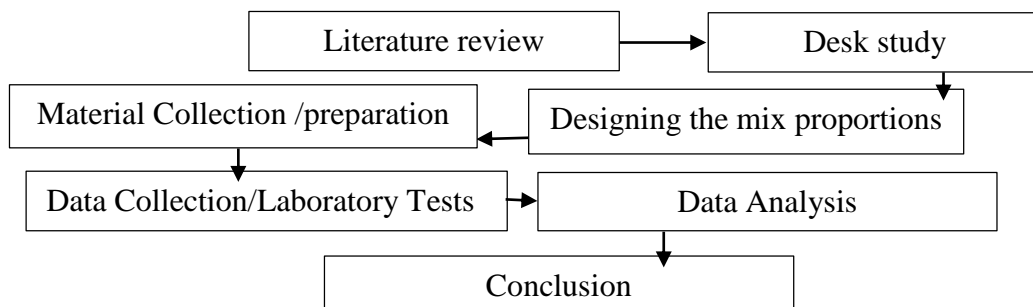 Literature review
Desk study
Material Collection /preparation
Designing the mix proportions
Data Collection/Laboratory Tests
Data Analysis
Conclusion